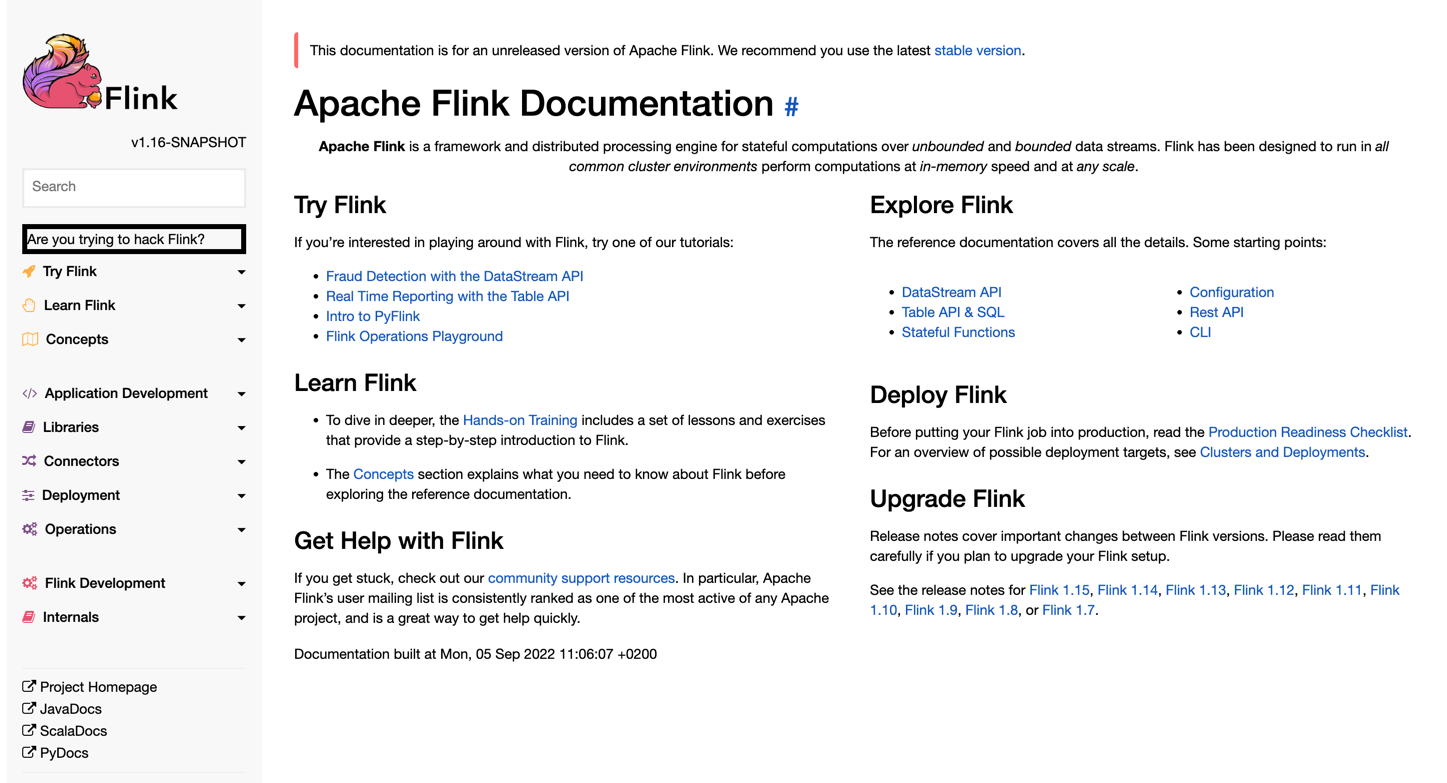 Flink
v1.16-SNAPSHOT
Search
Are you trying to hack Flink?
Try Flink
Learn Flink
Concepts
Application Development
Libraries
Connectors
Deployment
Operations
Flink Development
Internals
Project Homepage
JavaDocs
ScalaDocs
PyDocs
This documentation is for an unreleased version of Apache Flink. We recommend you use the latest stable version.
Apache Flink Documentation #
Apache Flink is a framework and distributed processing engine for stateful computations over unbounded and bounded data streams. Flink has been designed to run in all
common cluster environments perform computations at in-memory speed and at any scale.
Try Flink
If you’re interested in playing around with Flink, try one of our tutorials:
• Fraud Detection with the DataStream API
• Real Time Reporting with the Table API
• Intro to PyFlink
• Flink Operations Playground
Learn Flink
• To dive in deeper, the Hands-on Training includes a set of lessons and exercises
that provide a step-by-step introduction to Flink.
• The Concepts section explains what you need to know about Flink before
exploring the reference documentation.
Get Help with Flink
If you get stuck, check out our community support resources. In particular, Apache
Flink’s user mailing list is consistently ranked as one of the most active of any Apache
project, and is a great way to get help quickly.
Documentation built at Mon, 05 Sep 2022 11:06:07 +0200
Explore Flink
The reference documentation covers all the details. Some starting points:
• DataStream API
• Table API & SQL
• Stateful Functions
• Configuration
• Rest API
• CLI
Deploy Flink
Before putting your Flink job into production, read the Production Readiness Checklist.
For an overview of possible deployment targets, see Clusters and Deployments.
Upgrade Flink
Release notes cover important changes between Flink versions. Please read them
carefully if you plan to upgrade your Flink setup.
See the release notes for Flink 1.15, Flink 1.14, Flink 1.13, Flink 1.12, Flink 1.11, Flink
1.10, Flink 1.9, Flink 1.8, or Flink 1.7.